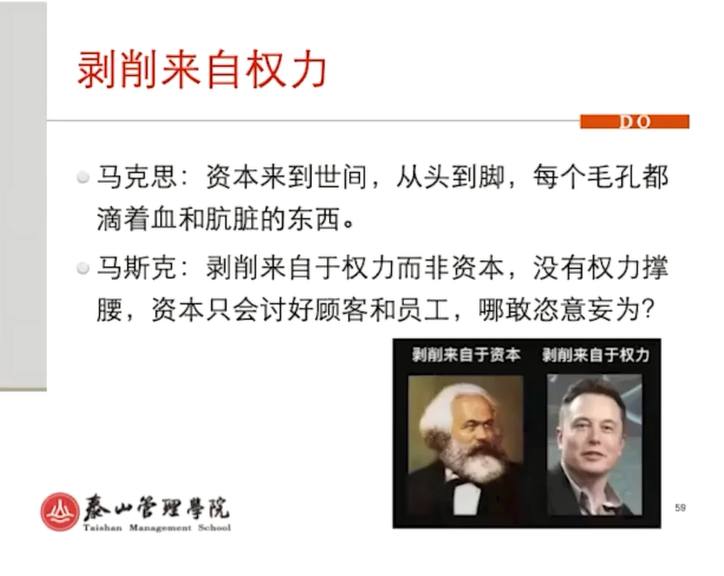 剥削来自权力
DO
马克思：资本来到世间，从头到脚，每个毛孔都
滴着血和肮脏的东西。
马斯克：剥削来自于权力而非资本，没有权力撑
腰，资本只会讨好顾客和员工，哪敢恣意妄为？
剥削来自于资本 剥削来自于权力
泰山管理學院
Taishan Management School
59